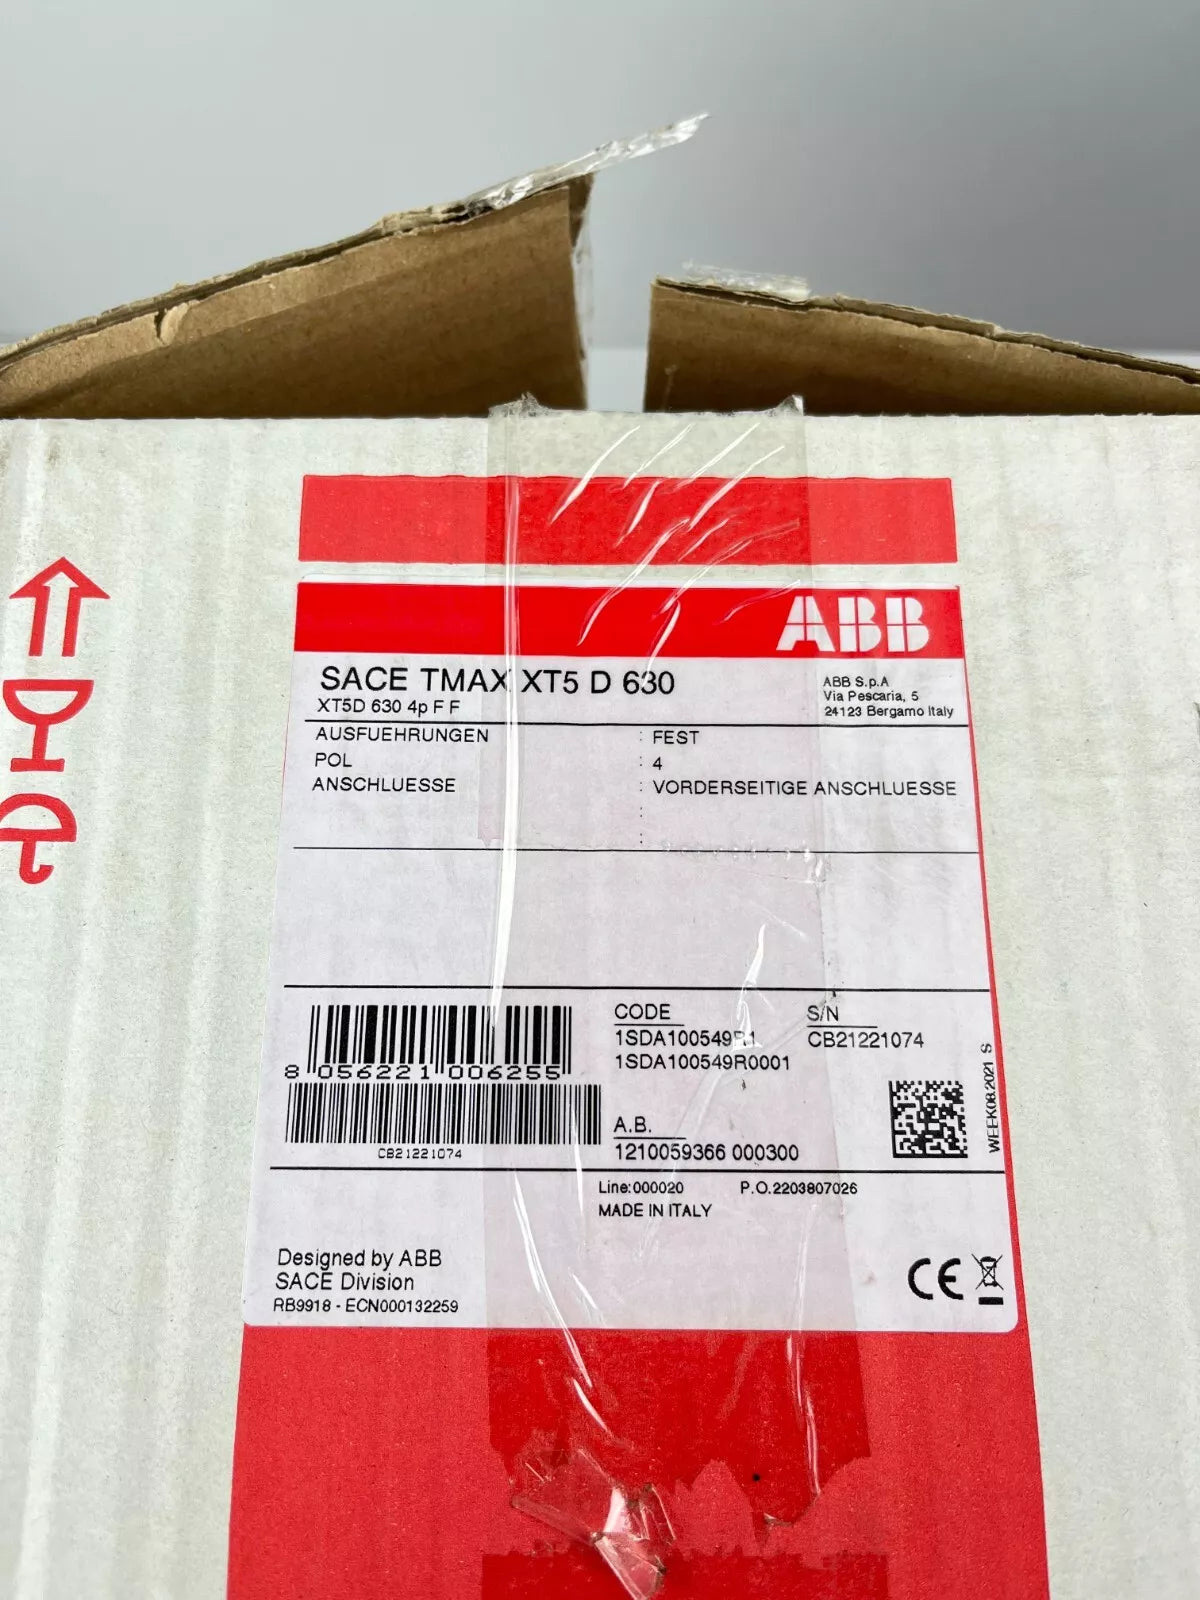 ABB
SACE TMAX XT5 D 630
XT5D 630 4p F F
ABB S.p.A
Via Pescaria, 5
24123 Bergamo Italy
AUSFUEHRUNGEN : FEST
POL : 4
ANSCHLUESSE : VORDERSEITIGE ANSCHLUESSE
:
:
8 056221 006255
CB21221074
CODE
1SDA100549R1
1SDA100549R0001
S/N
CB21221074
A.B.
1210059366 000300
WEEK08.2021 S
Line:000020 P.O.2203807026
MADE IN ITALY
Designed by ABB
SACE Division
RB9918 - ECN000132259
CE